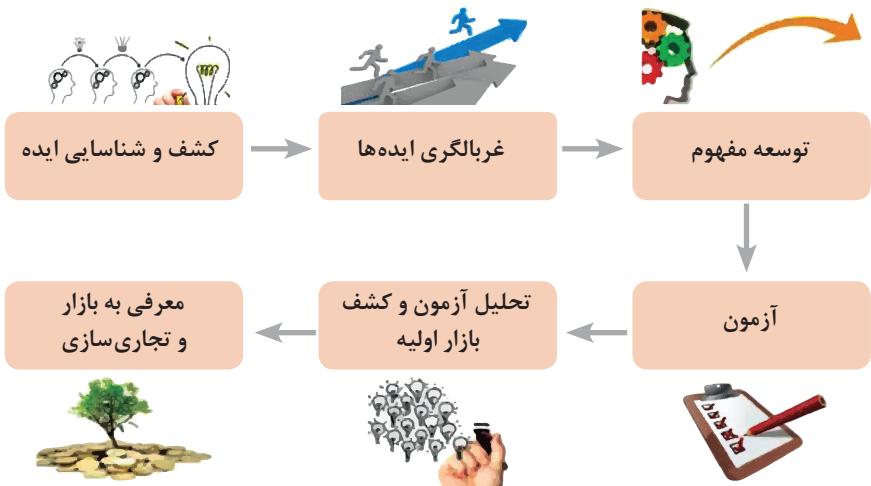 کشف و شناسایی ایده
غربالگری ایده‌ها
توسعه مفهوم
آزمون
تحلیل آزمون و کشف
بازار اولیه
معرفی به بازار
و تجاری‌سازی